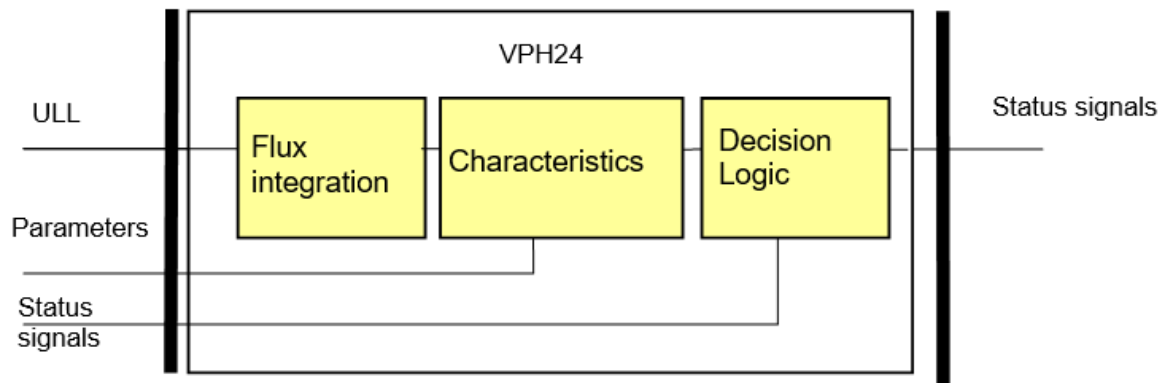 VPH24
ULL
Flux
integration
Characteristics
Decision
Logic
Status signals
Parameters
Status
signals